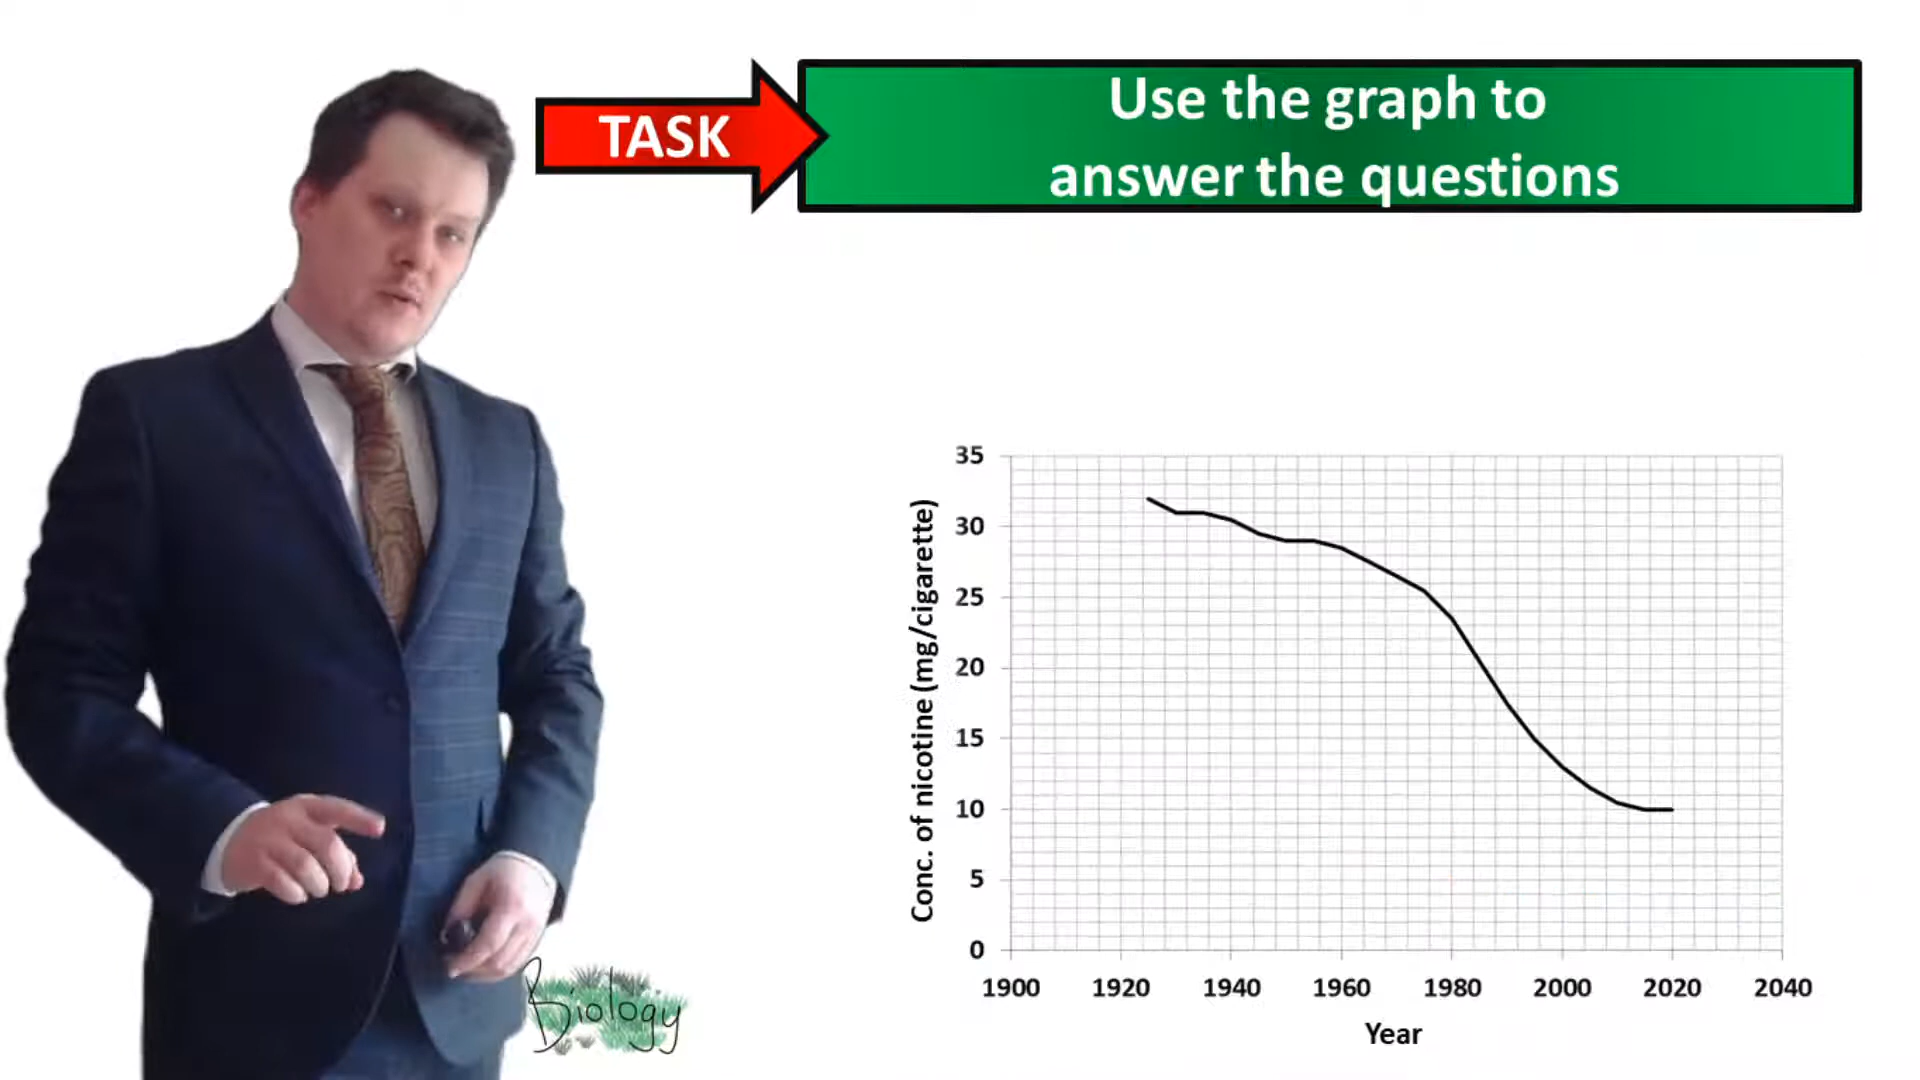 TASK
Use the graph to
answer the questions
Conc. of nicotine (mg/cigarette)
35
30
25
20
15
10
5
0
1900 1920 1940 1960 1980 2000 2020 2040
Year
Biology